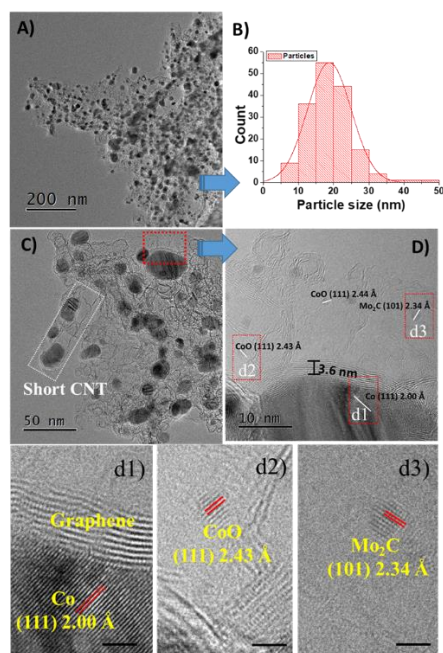 A)
200 nm
B)
Particles
Count
60
50
40
30
20
10
0
0 10 20 30 40 50
Particle size (nm)
C)
Short CNT
50 nm
D)
CoO (111) 2.44 Å
Mo₂C (101) 2.34 Å
d3
CoO (111) 2.43 Å
d2
3.6 nm
Co (111) 2.00 Å
d1
10 nm
d1)
Graphene
Co
(111) 2.00 Å
d2)
CoO
(111) 2.43 Å
d3)
Mo₂C
(101) 2.34 Å